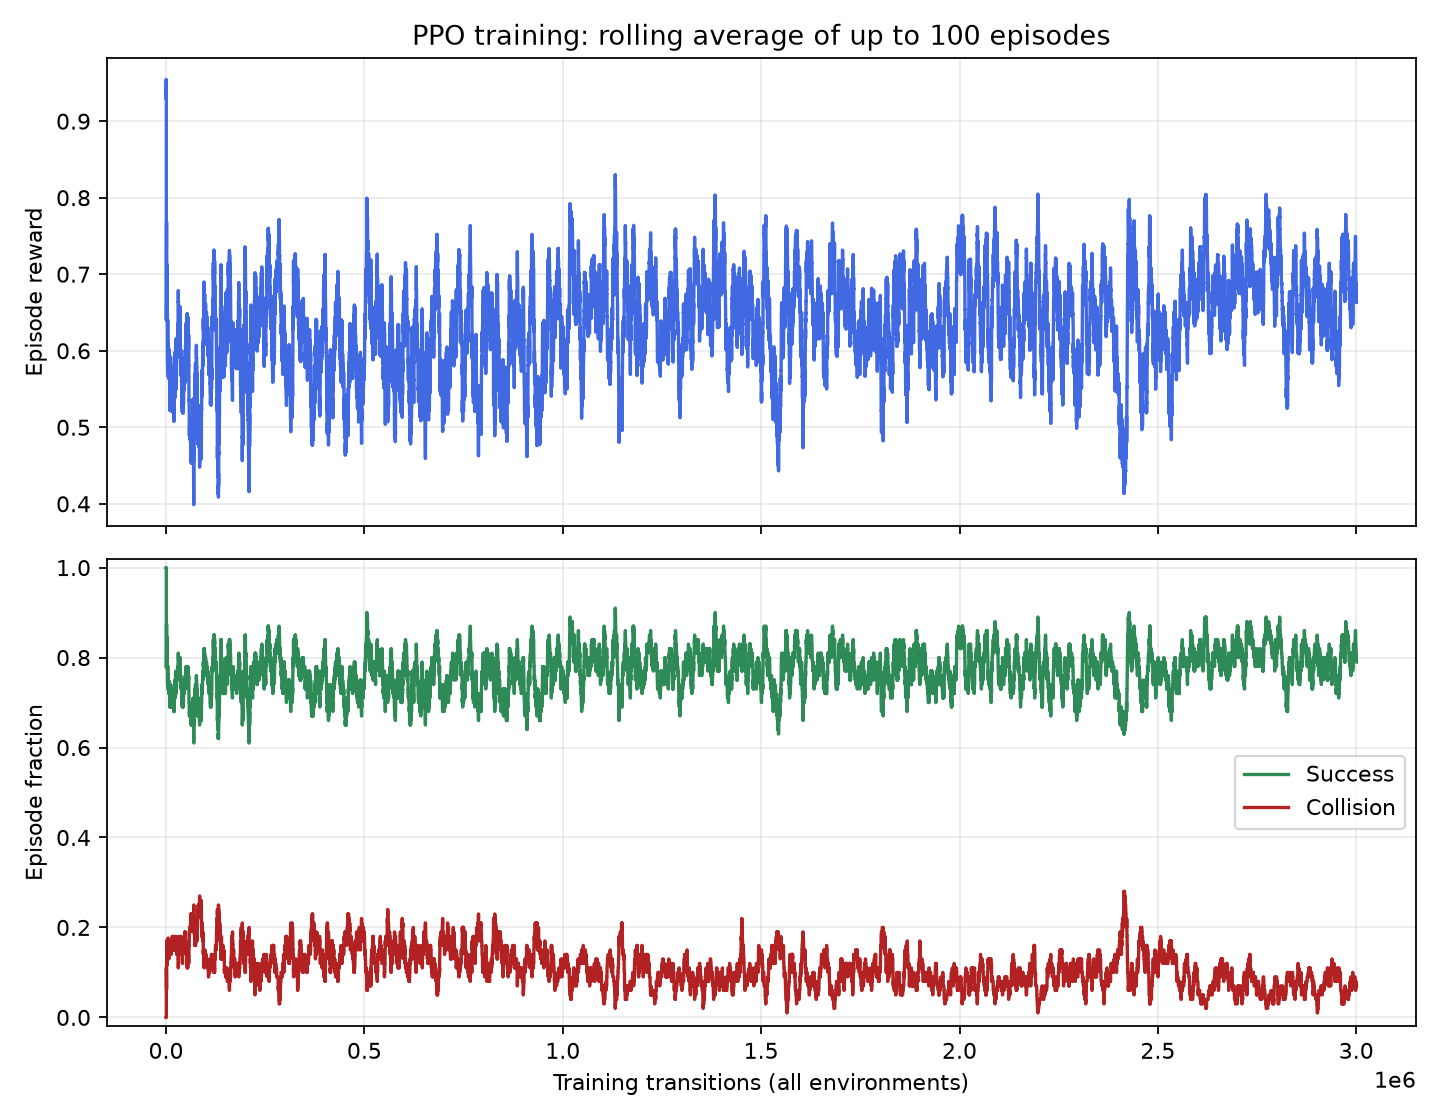 PPO training: rolling average of up to 100 episodes
Episode reward
0.9
0.8
0.7
0.6
0.5
0.4
Episode fraction
1.0
0.8
0.6
0.4
0.2
0.0
Success
Collision
0.0 0.5 1.0 1.5 2.0 2.5 3.0
1e6
Training transitions (all environments)